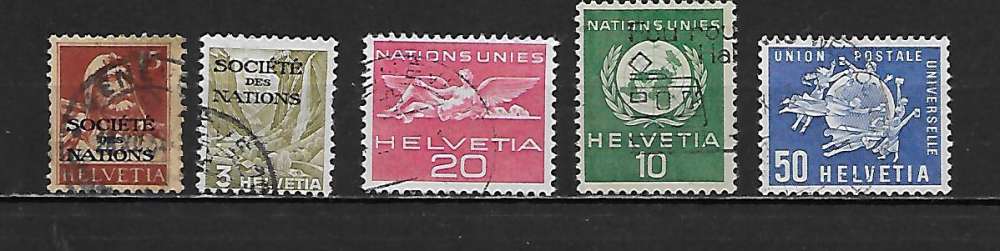 SOCIÉTÉ
DES
NATIONS
HELVETIA
SOCIÉTÉ
DES
NATIONS
3 HELVETIA
NATIONS UNIES
HELVETIA
20
NATIONS UNIES
HELVETIA
10
UNION POSTALE
UNIVERSELLE
50 HELVETIA